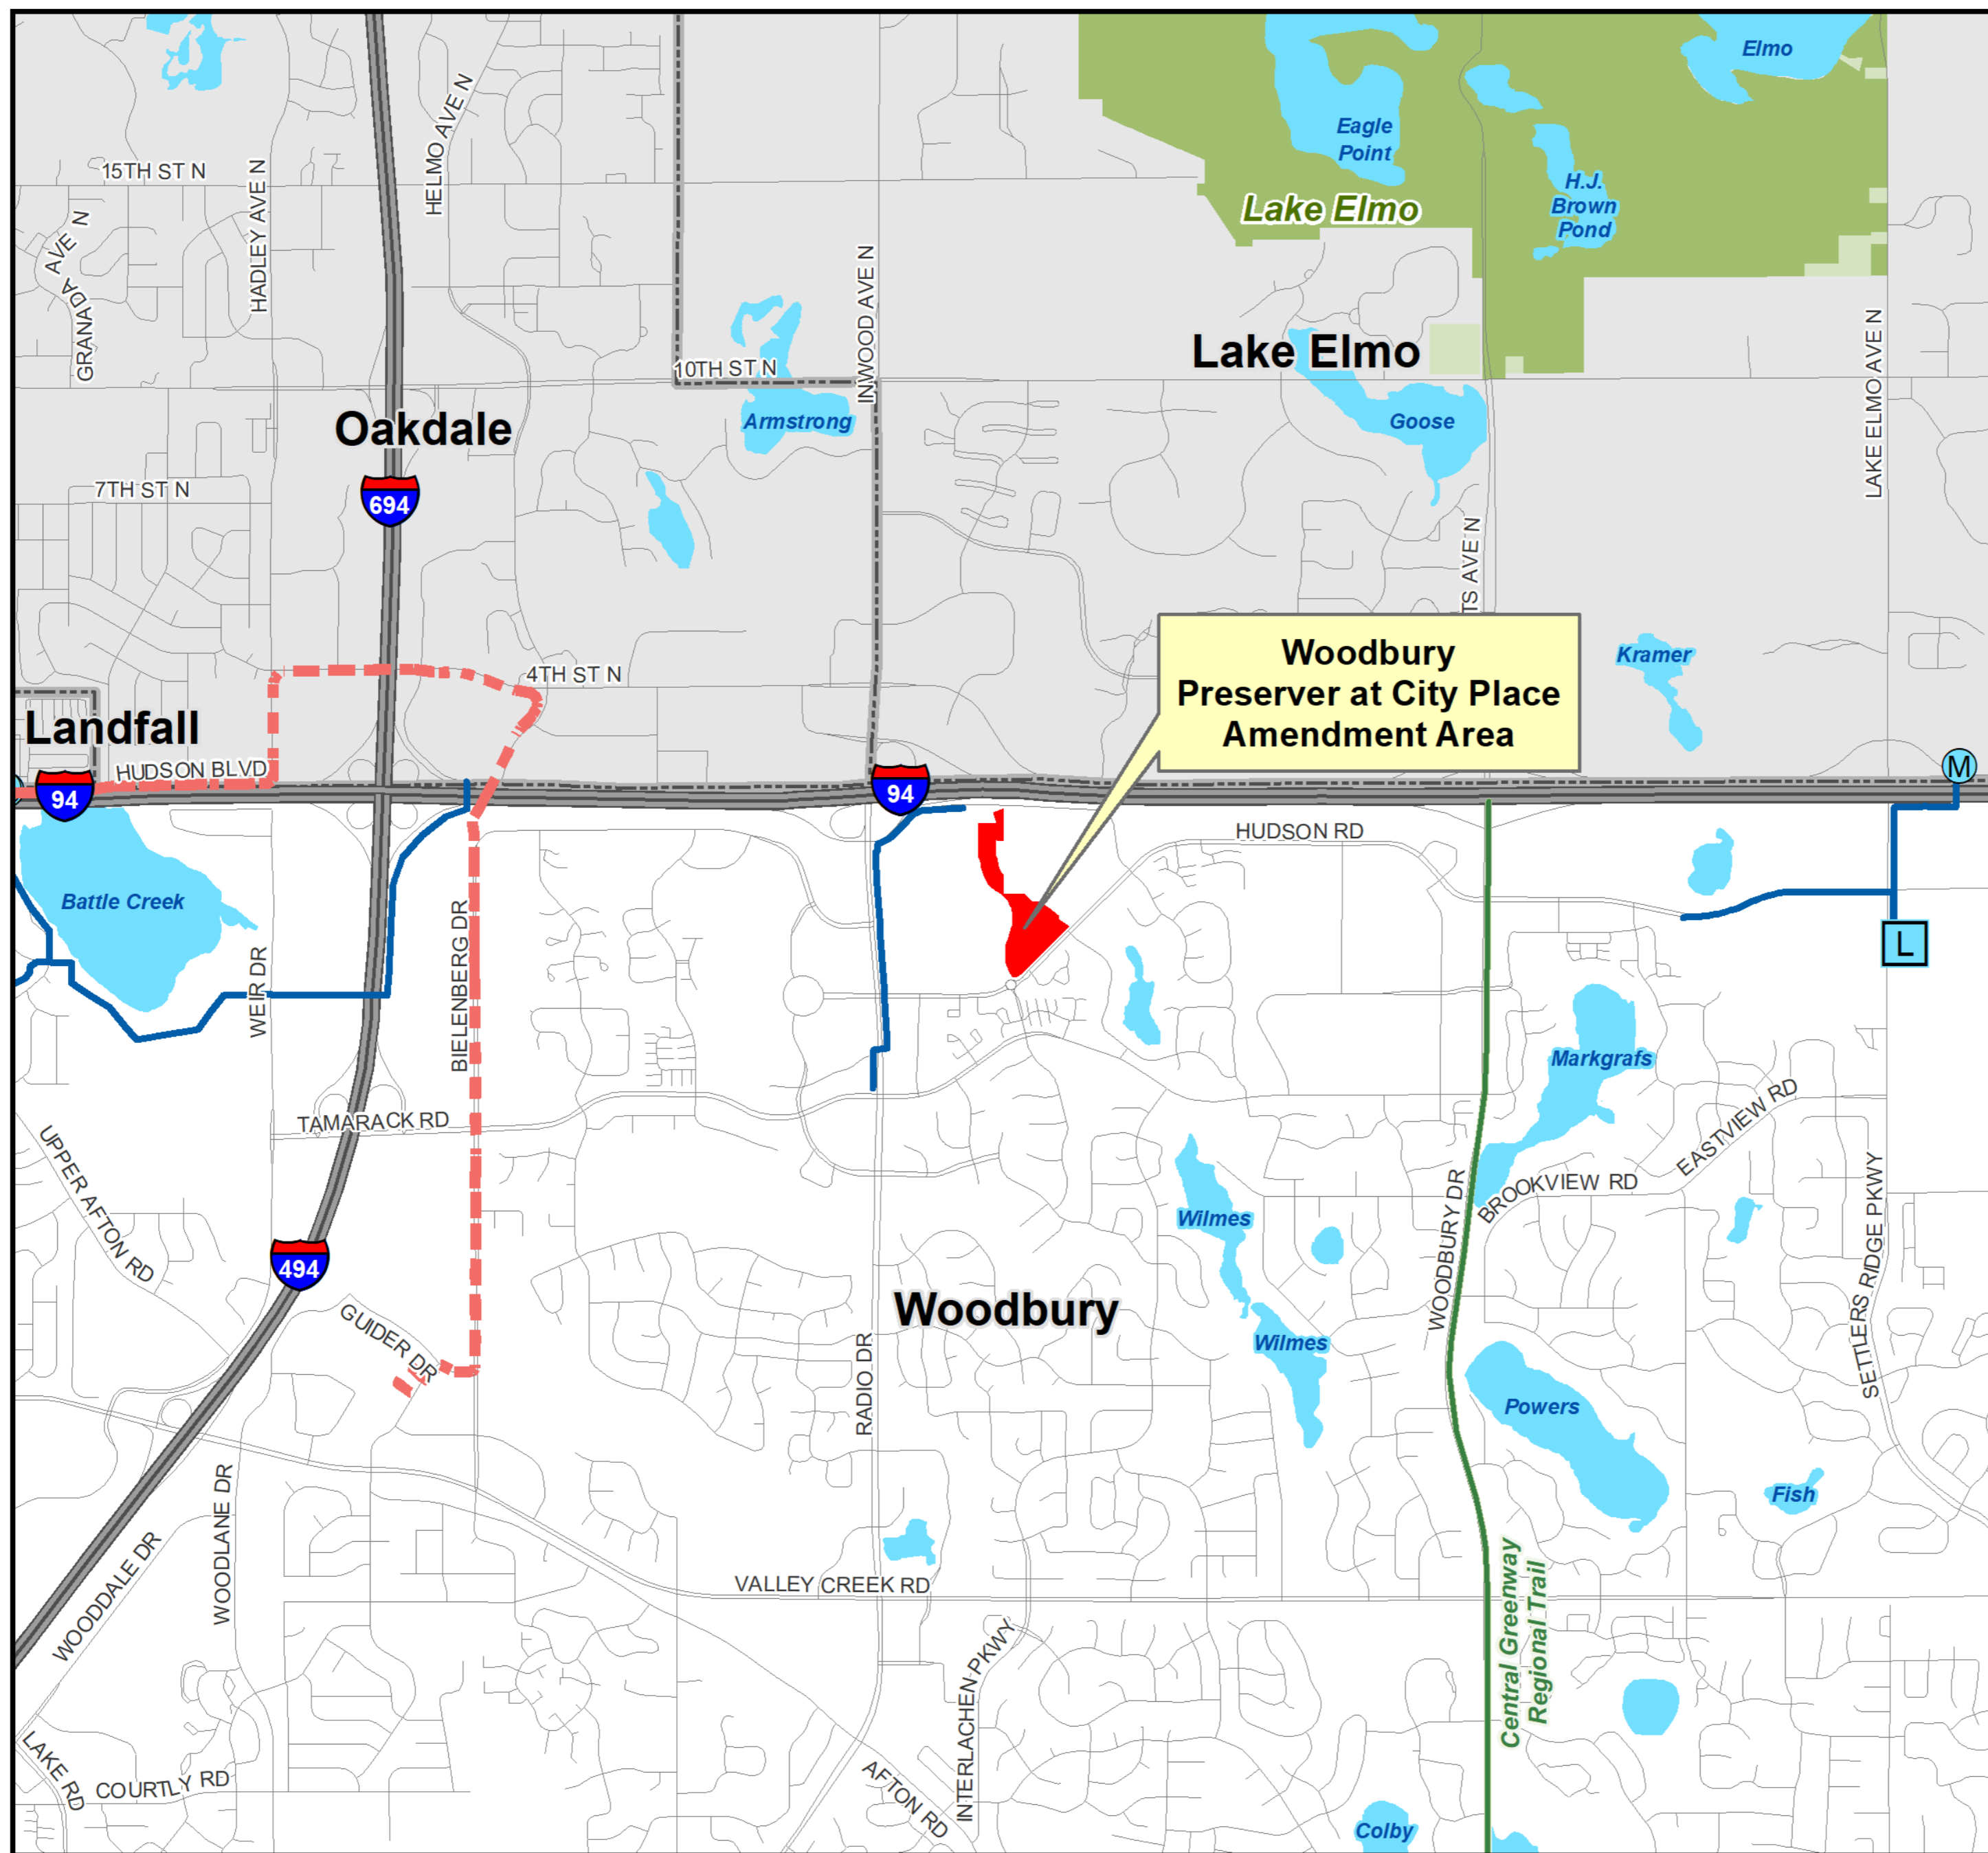 Elmo
Eagle
Point
H.J.
Brown
Pond
Lake Elmo
HELMO AVE N
15TH ST N
HADLEY AVE N
GRANADA AVE N
INWOOD AVE N
10TH ST N
Lake Elmo
LAKE ELMO AVE N
Oakdale
Armstrong
Goose
7TH ST N
694
TS AVE N
4TH ST N
Woodbury
Preserver at City Place
Amendment Area
Kramer
Landfall
HUDSON BLVD
94
94
M
HUDSON RD
Battle Creek
BIELENBERG DR
WEIR DR
L
Markgrafs
TAMARACK RD
EASTVIEW RD
UPPER AFTON RD
BROOKVIEW RD
WOODBURY DR
SETTLERS RIDGE PKWY
Wilmes
494
Woodbury
GUIDER DR
Wilmes
RADIO DR
Powers
Fish
WOODLANE DR
WOODDALE DR
VALLEY CREEK RD
Central Greenway
Regional Trail
INTERLACHEN PKWY
LAKE RD
COURTLY RD
AFTON RD
Colby